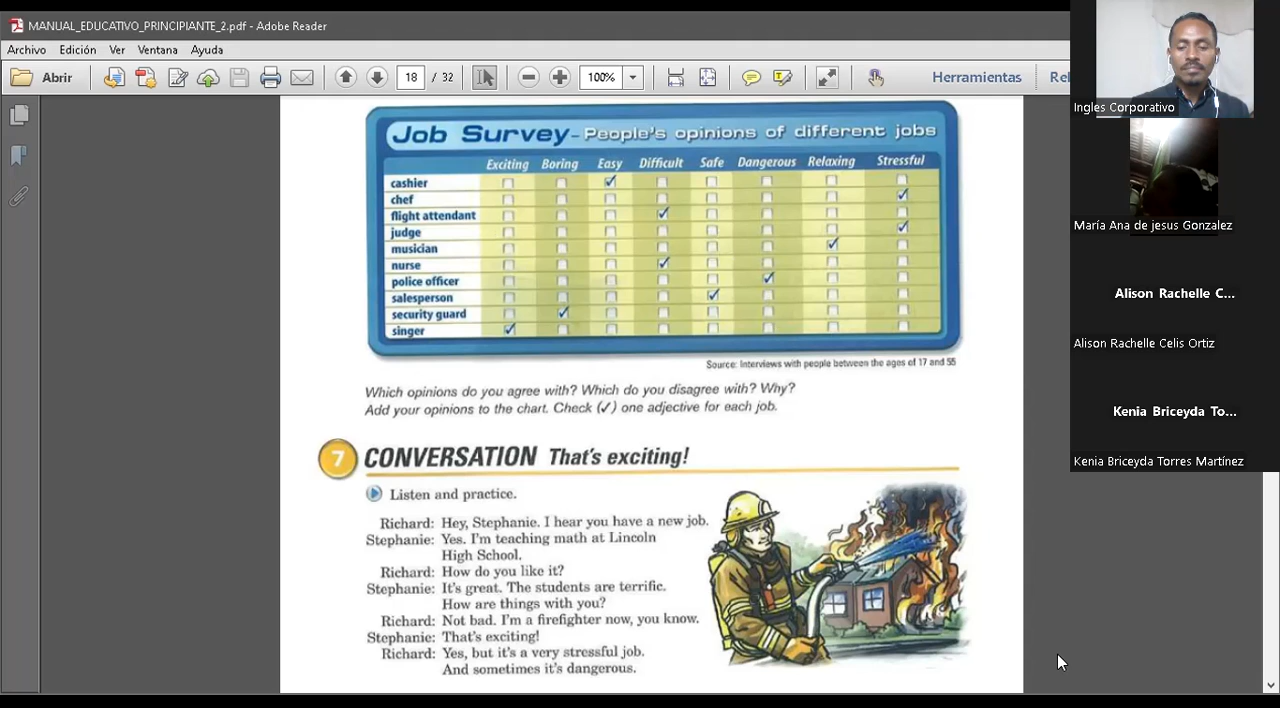 MANUAL_EDUCATIVO_PRINCIPIANTE_2.pdf - Adobe Reader
Archivo Edición Ver Ventana Ayuda
Abrir 18 / 32 100% Herramientas Rel
Job Survey – People's opinions of different jobs
Exciting Boring Easy Difficult Safe Dangerous Relaxing Stressful
cashier
chef
flight attendant
judge
musician
nurse
police officer
salesperson
security guard
singer
Source: Interviews with people between the ages of 17 and 55
Which opinions do you agree with? Which do you disagree with? Why?
Add your opinions to the chart. Check (✓) one adjective for each job.
7 CONVERSATION That's exciting!
Listen and practice.
Richard: Hey, Stephanie. I hear you have a new job.
Stephanie: Yes. I'm teaching math at Lincoln
High School.
Richard: How do you like it?
Stephanie: It's great. The students are terrific.
How are things with you?
Richard: Not bad. I'm a firefighter now, you know.
Stephanie: That's exciting!
Richard: Yes, but it's a very stressful job.
And sometimes it's dangerous.
Ingles Corporativo
María Ana de jesus Gonzalez
Alison Rachelle C...
Alison Rachelle Celis Ortiz
Kenia Briceyda To...
Kenia Briceyda Torres Martínez